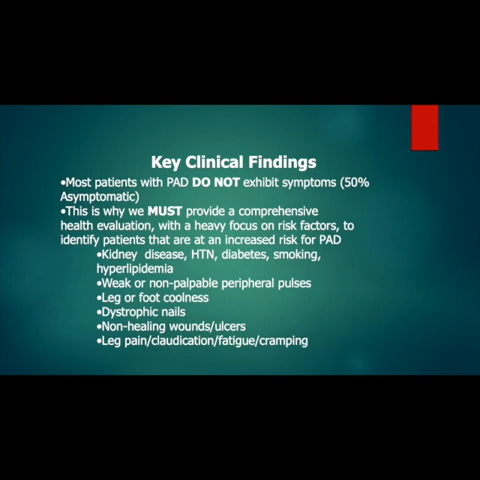 Key Clinical Findings
•Most patients with PAD DO NOT exhibit symptoms (50%
Asymptomatic)
•This is why we MUST provide a comprehensive
health evaluation, with a heavy focus on risk factors, to
identify patients that are at an increased risk for PAD
•Kidney  disease, HTN, diabetes, smoking,
hyperlipidemia
•Weak or non-palpable peripheral pulses
•Leg or foot coolness
•Dystrophic nails
•Non-healing wounds/ulcers
•Leg pain/claudication/fatigue/cramping